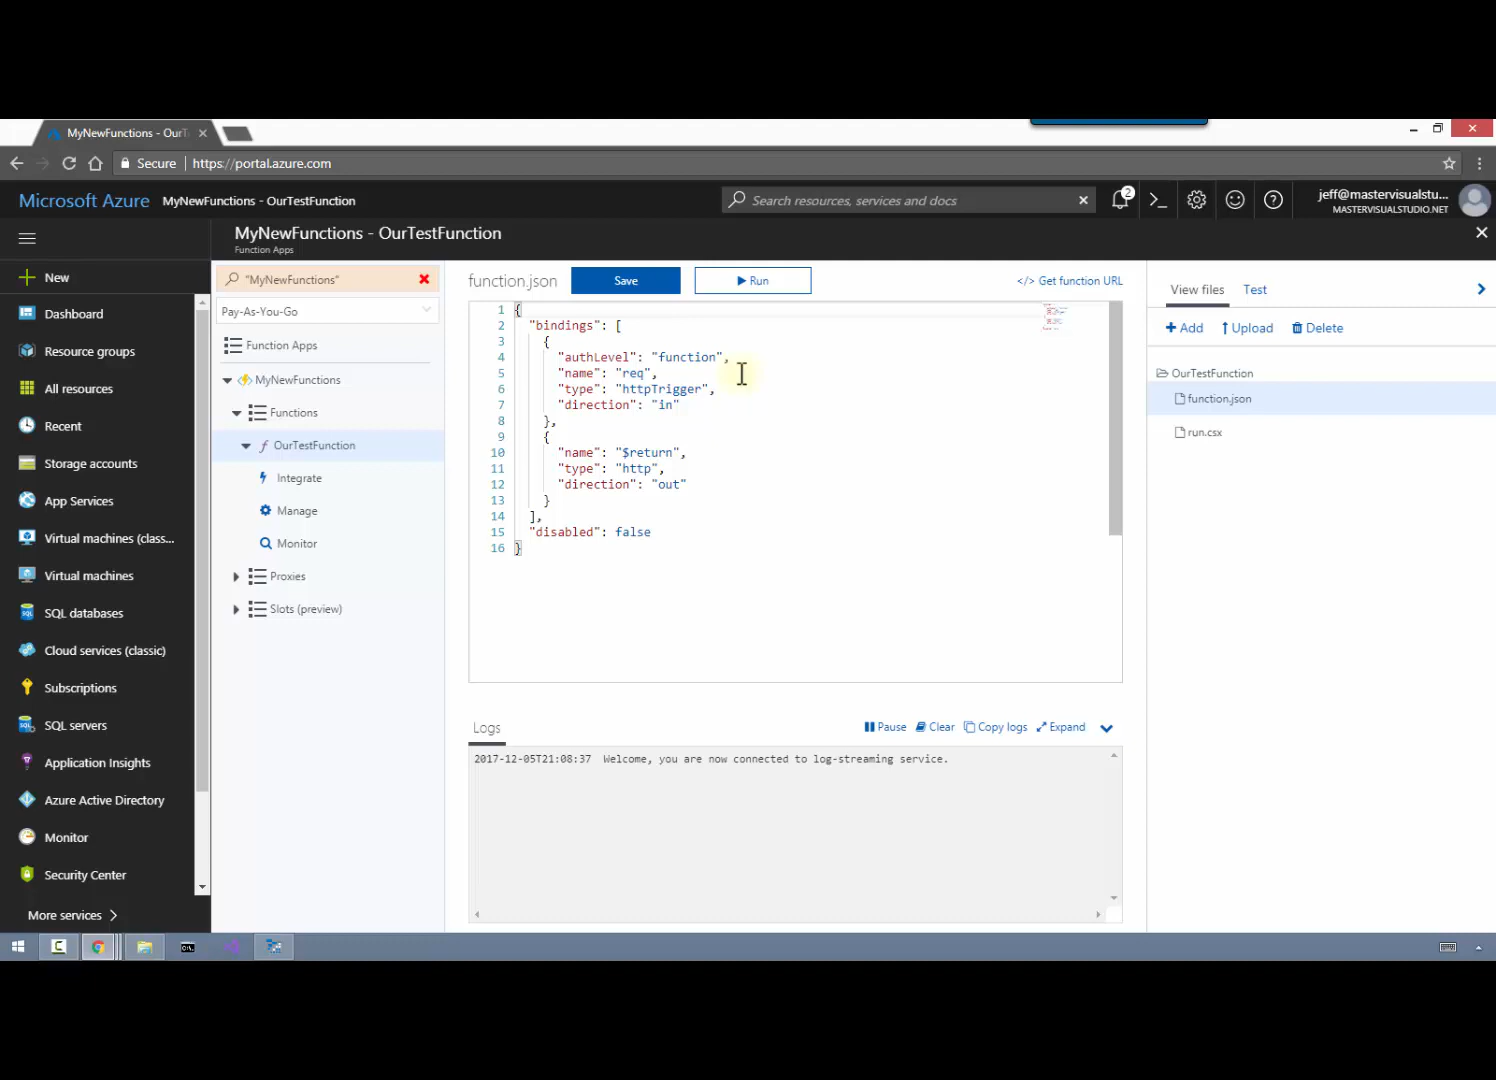 MyNewFunctions - OurT
Secure | https://portal.azure.com
Microsoft Azure MyNewFunctions - OurTestFunction
Search resources, services and docs
2
jeff@mastervisualstu...
MASTERVISUALSTUDIO.NET
MyNewFunctions - OurTestFunction
Function Apps
New
Dashboard
Resource groups
All resources
Recent
Storage accounts
App Services
Virtual machines (class...
Virtual machines
SQL databases
Cloud services (classic)
Subscriptions
SQL servers
Application Insights
Azure Active Directory
Monitor
Security Center
More services
"MyNewFunctions"
Pay-As-You-Go
Function Apps
MyNewFunctions
Functions
OurTestFunction
Integrate
Manage
Monitor
Proxies
Slots (preview)
function.json Save Run </> Get function URL
1 {
2 "bindings": [
3 {
4 "authLevel": "function",
5 "name": "req",
6 "type": "httpTrigger",
7 "direction": "in"
8 },
9 {
10 "name": "$return",
11 "type": "http",
12 "direction": "out"
13 }
14 ],
15 "disabled": false
16 }
Logs Pause Clear Copy logs Expand
2017-12-05T21:08:37 Welcome, you are now connected to log-streaming service.
View files Test
Add Upload Delete
OurTestFunction
function.json
run.csx